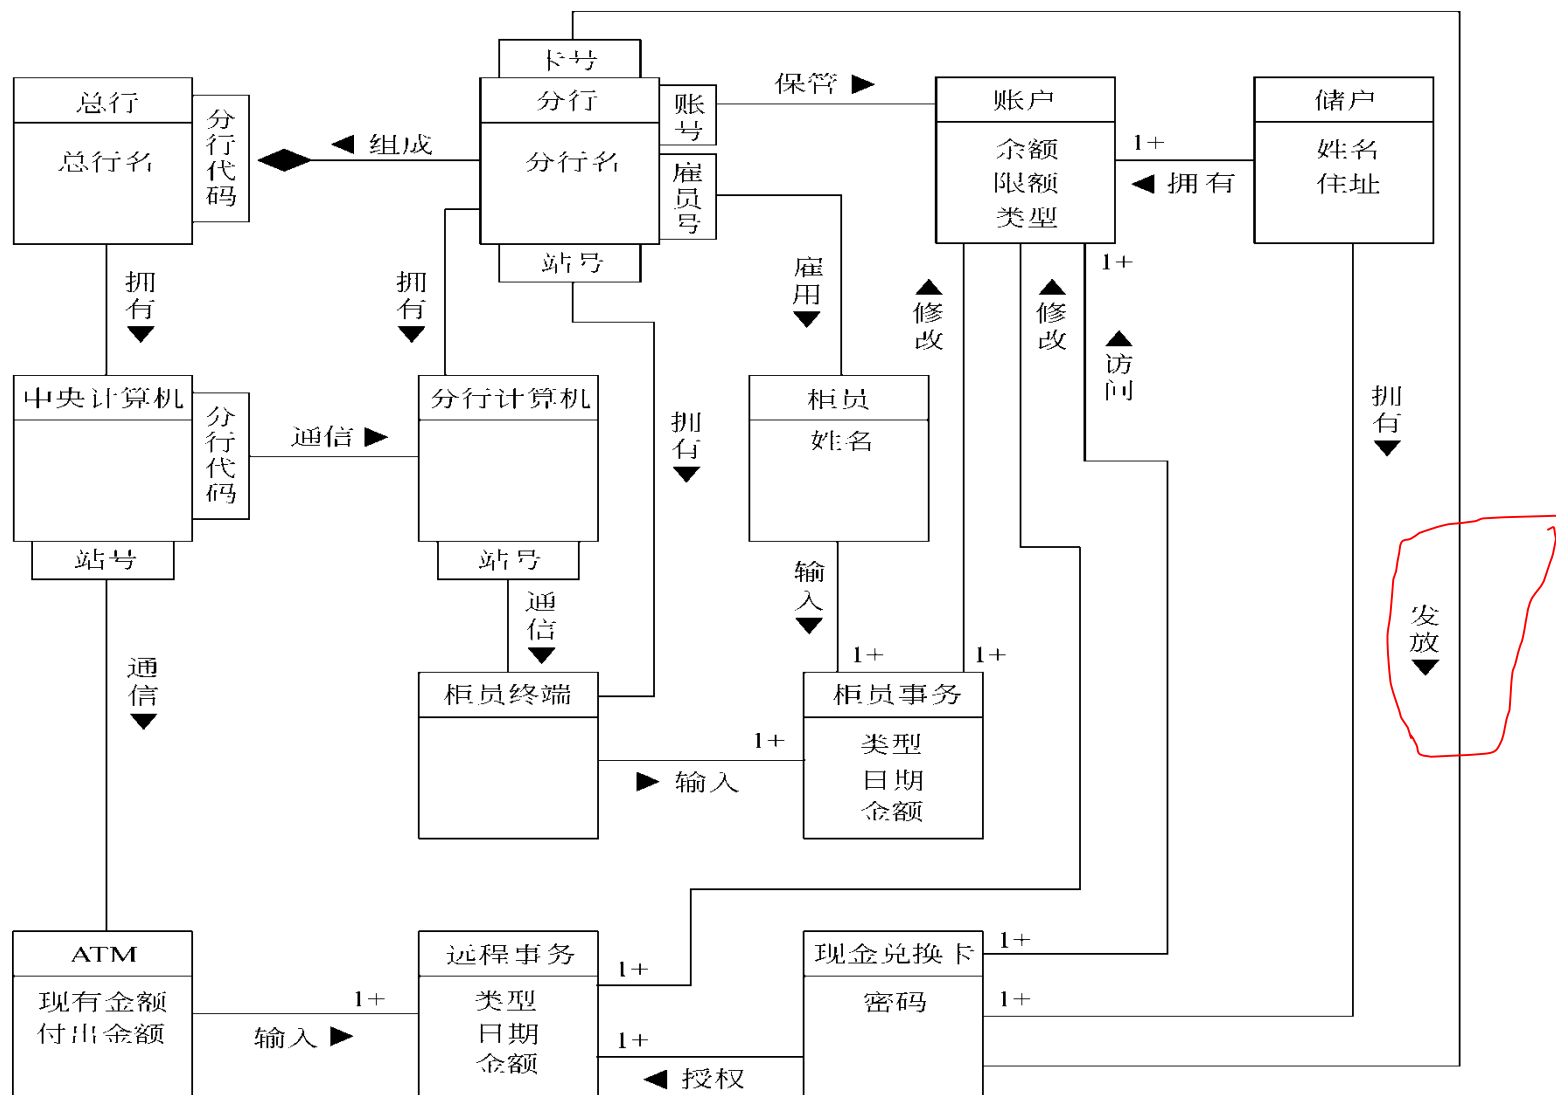 卡号
总行
分行代码
总行名
组成
分行
分行名
账号
雇员号
站号
保管
账户
余额
限额
类型
1+
拥有
储户
姓名
住址
拥有
拥有
雇用
修改
修改
1+
访问
中央计算机
分行代码
站号
通信
分行计算机
站号
拥有
柜员
姓名
拥有
通信
通信
输入
1+
1+
发放
柜员终端
1+
输入
柜员事务
类型
日期
金额
ATM
现有金额
付出金额
1+
输入
远程事务
类型
日期
金额
1+
1+
授权
现金兑换卡
密码
1+
1+